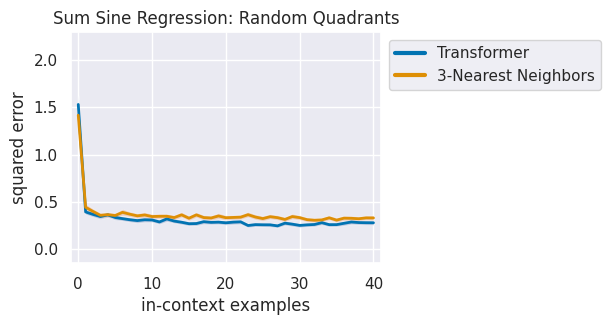 Sum Sine Regression: Random Quadrants
Transformer
3-Nearest Neighbors
squared error
2.0
1.5
1.0
0.5
0.0
0
10
20
30
40
in-context examples